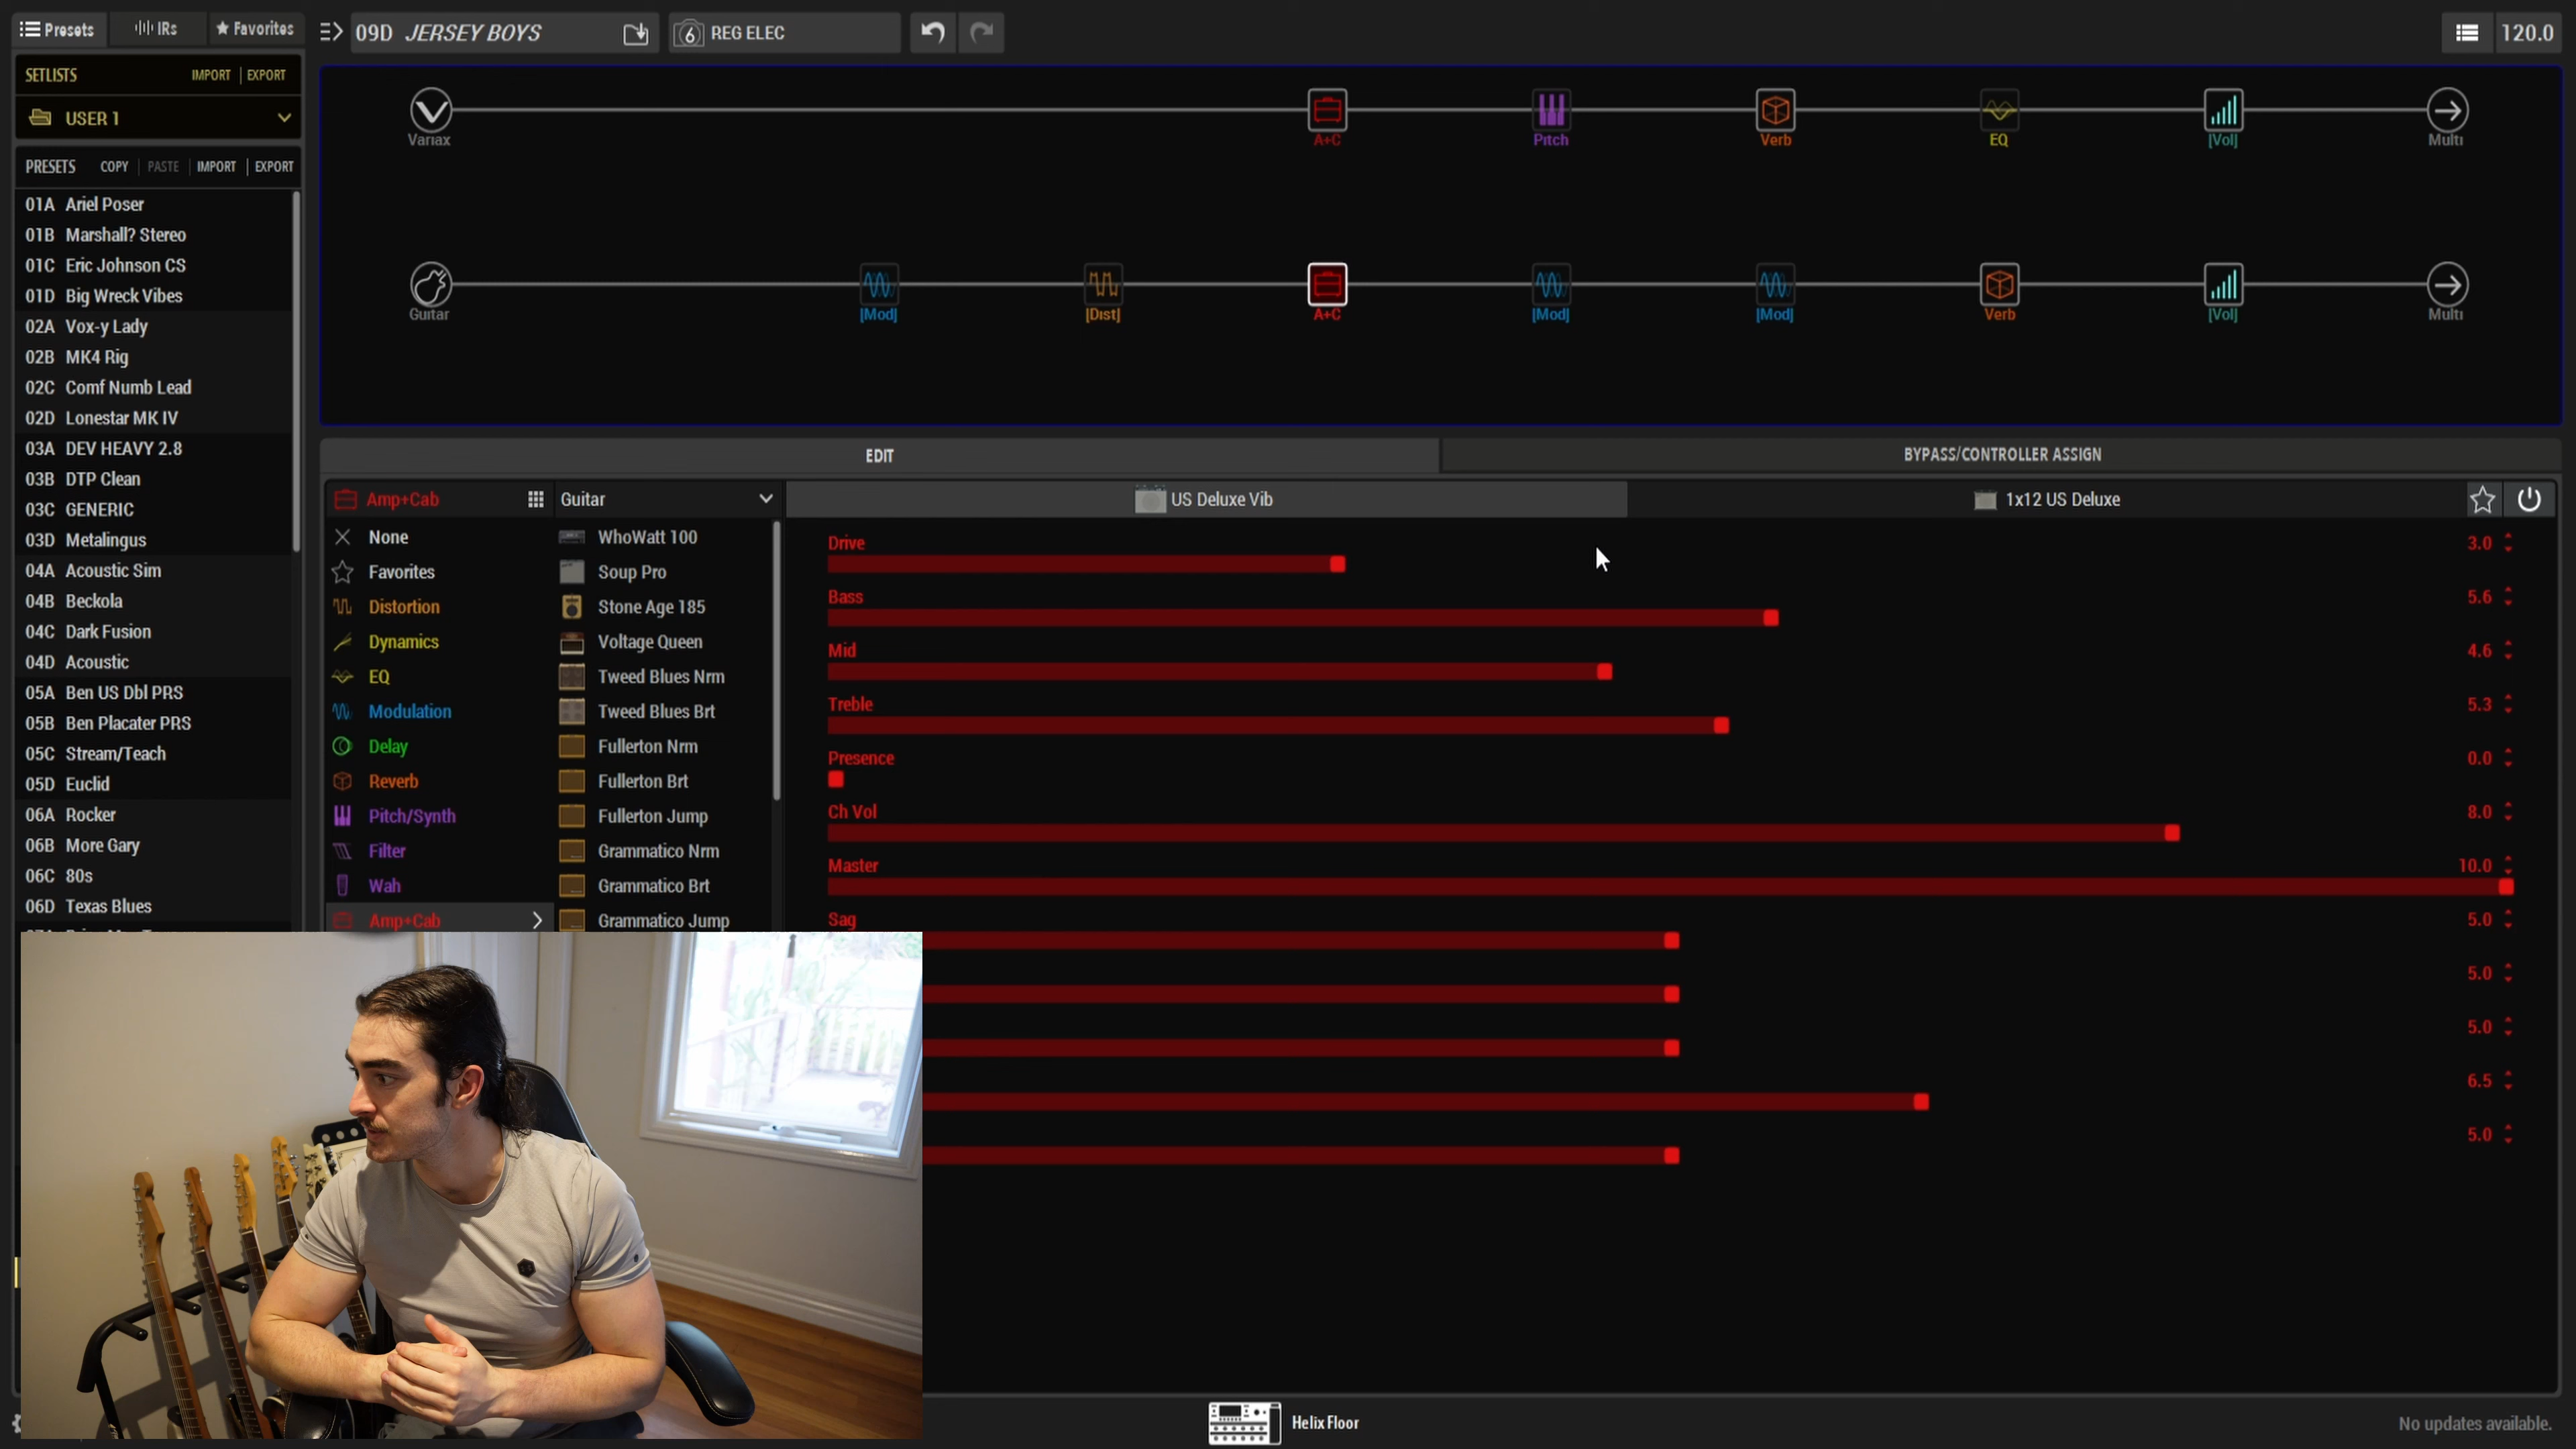 Presets
IRs
Favorites
09D JERSEY BOYS
6 REG ELEC
120.0
SETLISTS IMPORT | EXPORT
USER 1
PRESETS COPY | PASTE | IMPORT | EXPORT
01A Ariel Poser
01B Marshall? Stereo
01C Eric Johnson CS
01D Big Wreck Vibes
02A Vox-y Lady
02B MK4 Rig
02C Comf Numb Lead
02D Lonestar MK IV
03A DEV HEAVY 2.8
03B DTP Clean
03C GENERIC
03D Metalingus
04A Acoustic Sim
04B Beckola
04C Dark Fusion
04D Acoustic
05A Ben US Dbl PRS
05B Ben Placater PRS
05C Stream/Teach
05D Euclid
06A Rocker
06B More Gary
06C 80s
06D Texas Blues
Variax
A+C
Pitch
Verb
EQ
[Vol]
Multi
Guitar
[Mod]
[Dist]
A+C
[Mod]
[Mod]
Verb
[Vol]
Multi
EDIT
BYPASS/CONTROLLER ASSIGN
Amp+Cab
Guitar
US Deluxe Vib
1x12 US Deluxe
None
Favorites
Distortion
Dynamics
EQ
Modulation
Delay
Reverb
Pitch/Synth
Filter
Wah
Amp+Cab
WhoWatt 100
Soup Pro
Stone Age 185
Voltage Queen
Tweed Blues Nrm
Tweed Blues Brt
Fullerton Nrm
Fullerton Brt
Fullerton Jump
Grammatico Nrm
Grammatico Brt
Grammatico Jump
Drive 3.0
Bass 5.6
Mid 4.6
Treble 5.3
Presence 0.0
Ch Vol 8.0
Master 10.0
Sag 5.0
5.0
5.0
6.5
5.0
Helix Floor
No updates available.